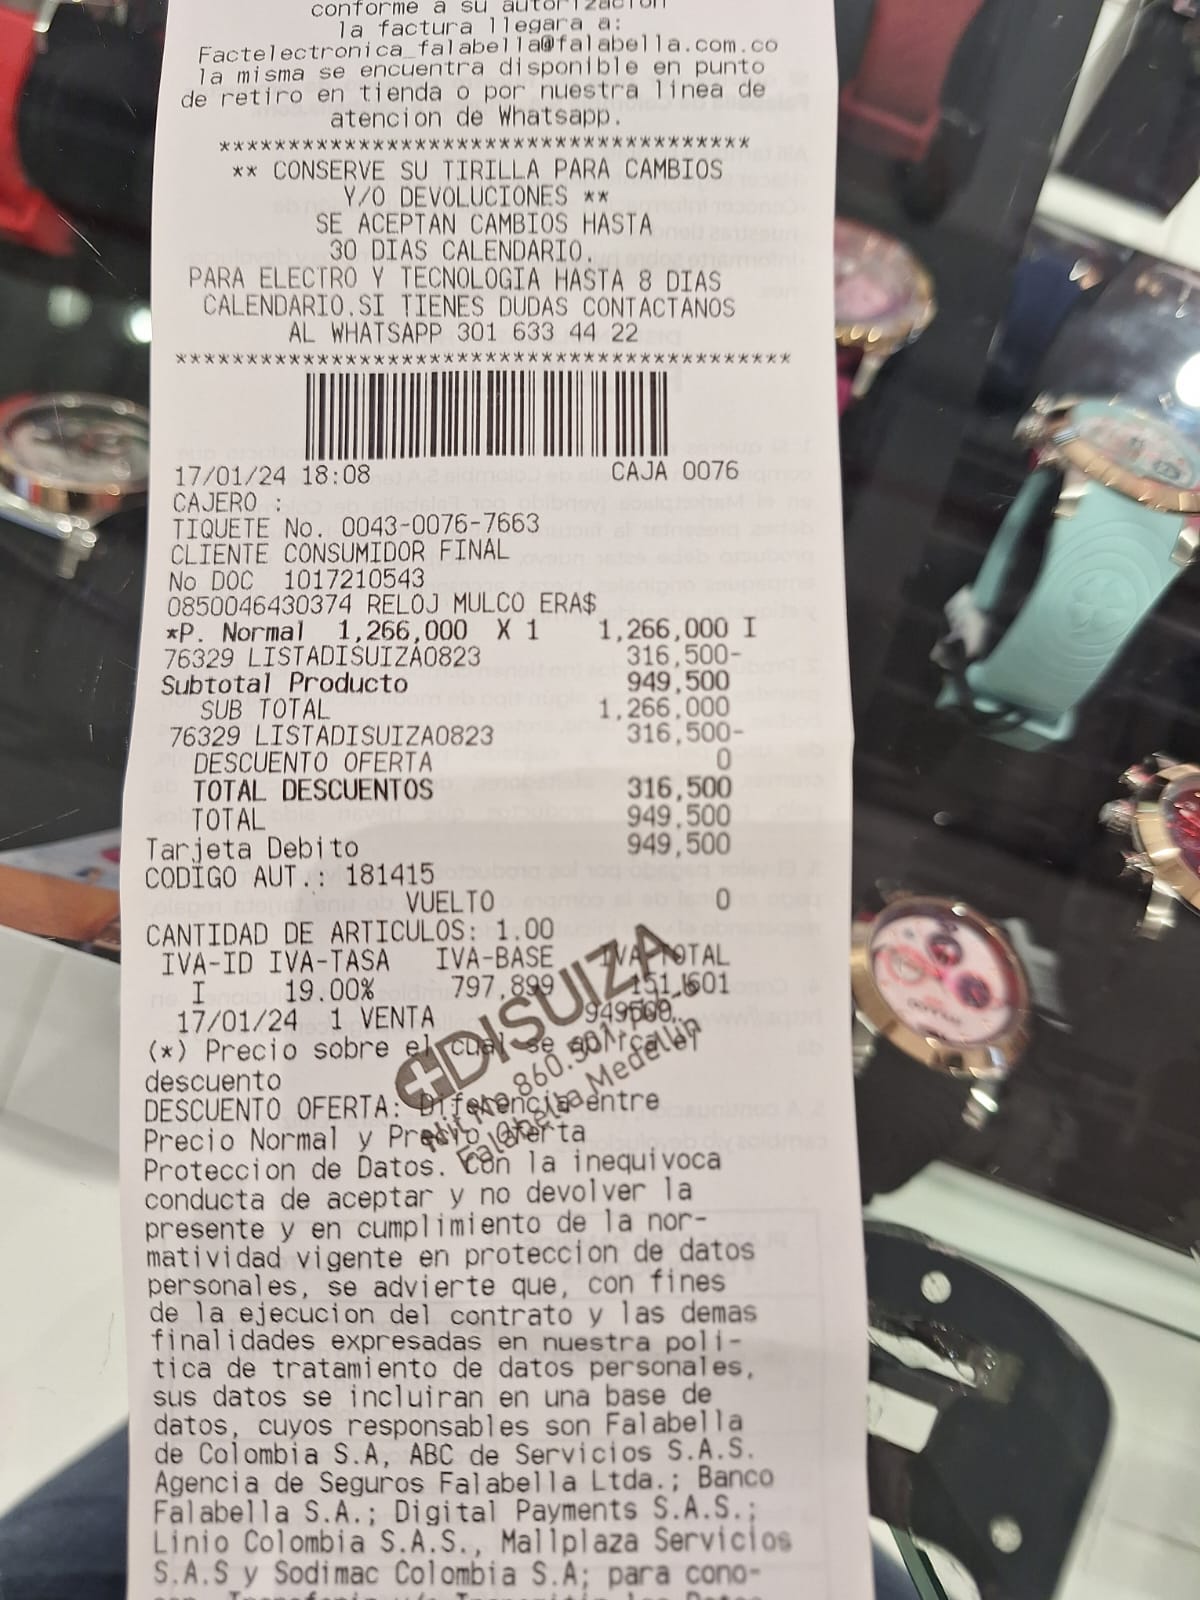 conforme a su autorizacion
la factura llegara a:
Factelectronica_falabella@falabella.com.co
la misma se encuentra disponible en punto
de retiro en tienda o por nuestra linea de
atencion de Whatsapp.
**************************************
** CONSERVE SU TIRILLA PARA CAMBIOS
Y/O DEVOLUCIONES **
SE ACEPTAN CAMBIOS HASTA
30 DIAS CALENDARIO.
PARA ELECTRO Y TECNOLOGIA HASTA 8 DIAS
CALENDARIO.SI TIENES DUDAS CONTACTANOS
AL WHATSAPP 301 633 44 22
********************************************
17/01/24 18:08 CAJA 0076
CAJERO :
TIQUETE No. 0043-0076-7663
CLIENTE CONSUMIDOR FINAL
No DOC 1017210543
0850046430374 RELOJ MULCO ERA$
*P. Normal 1,266,000 X 1 1,266,000 I
76329 LISTADISUIZA0823 316,500-
Subtotal Producto 949,500
SUB TOTAL 1,266,000
76329 LISTADISUIZA0823 316,500-
DESCUENTO OFERTA 0
TOTAL DESCUENTOS 316,500
TOTAL 949,500
Tarjeta Debito 949,500
CODIGO AUT.: 181415
VUELTO 0
CANTIDAD DE ARTICULOS: 1.00
IVA-ID IVA-TASA IVA-BASE IVA-TOTAL
I 19.00% 797,899 151,601
17/01/24 1 VENTA 949500
(*) Precio sobre el cual se aplica el
descuento
DESCUENTO OFERTA: Diferencia entre
Precio Normal y Precio Oferta
DISUIZA
Falabella Medellin
Proteccion de Datos. Con la inequivoca
conducta de aceptar y no devolver la
presente y en cumplimiento de la nor-
matividad vigente en proteccion de datos
personales, se advierte que, con fines
de la ejecucion del contrato y las demas
finalidades expresadas en nuestra poli-
tica de tratamiento de datos personales,
sus datos se incluiran en una base de
datos, cuyos responsables son Falabella
de Colombia S.A, ABC de Servicios S.A.S.
Agencia de Seguros Falabella Ltda.; Banco
Falabella S.A.; Digital Payments S.A.S.;
Linio Colombia S.A.S., Mallplaza Servicios
S.A.S y Sodimac Colombia S.A; para cono-